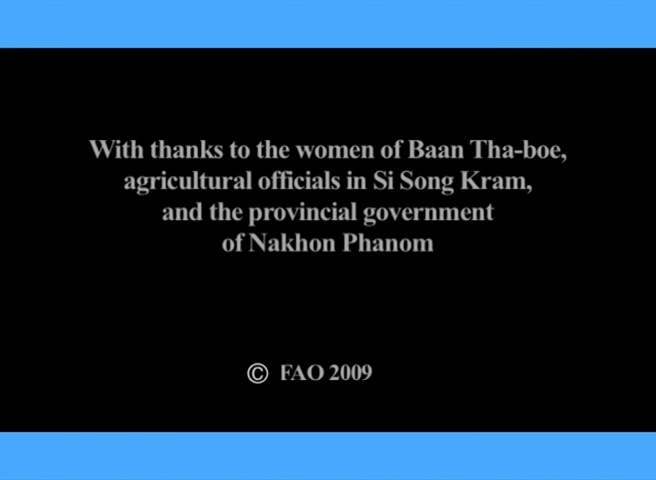 With thanks to the women of Baan Tha-boe,
agricultural officials in Si Song Kram,
and the provincial government
of Nakhon Phanom
© FAO 2009